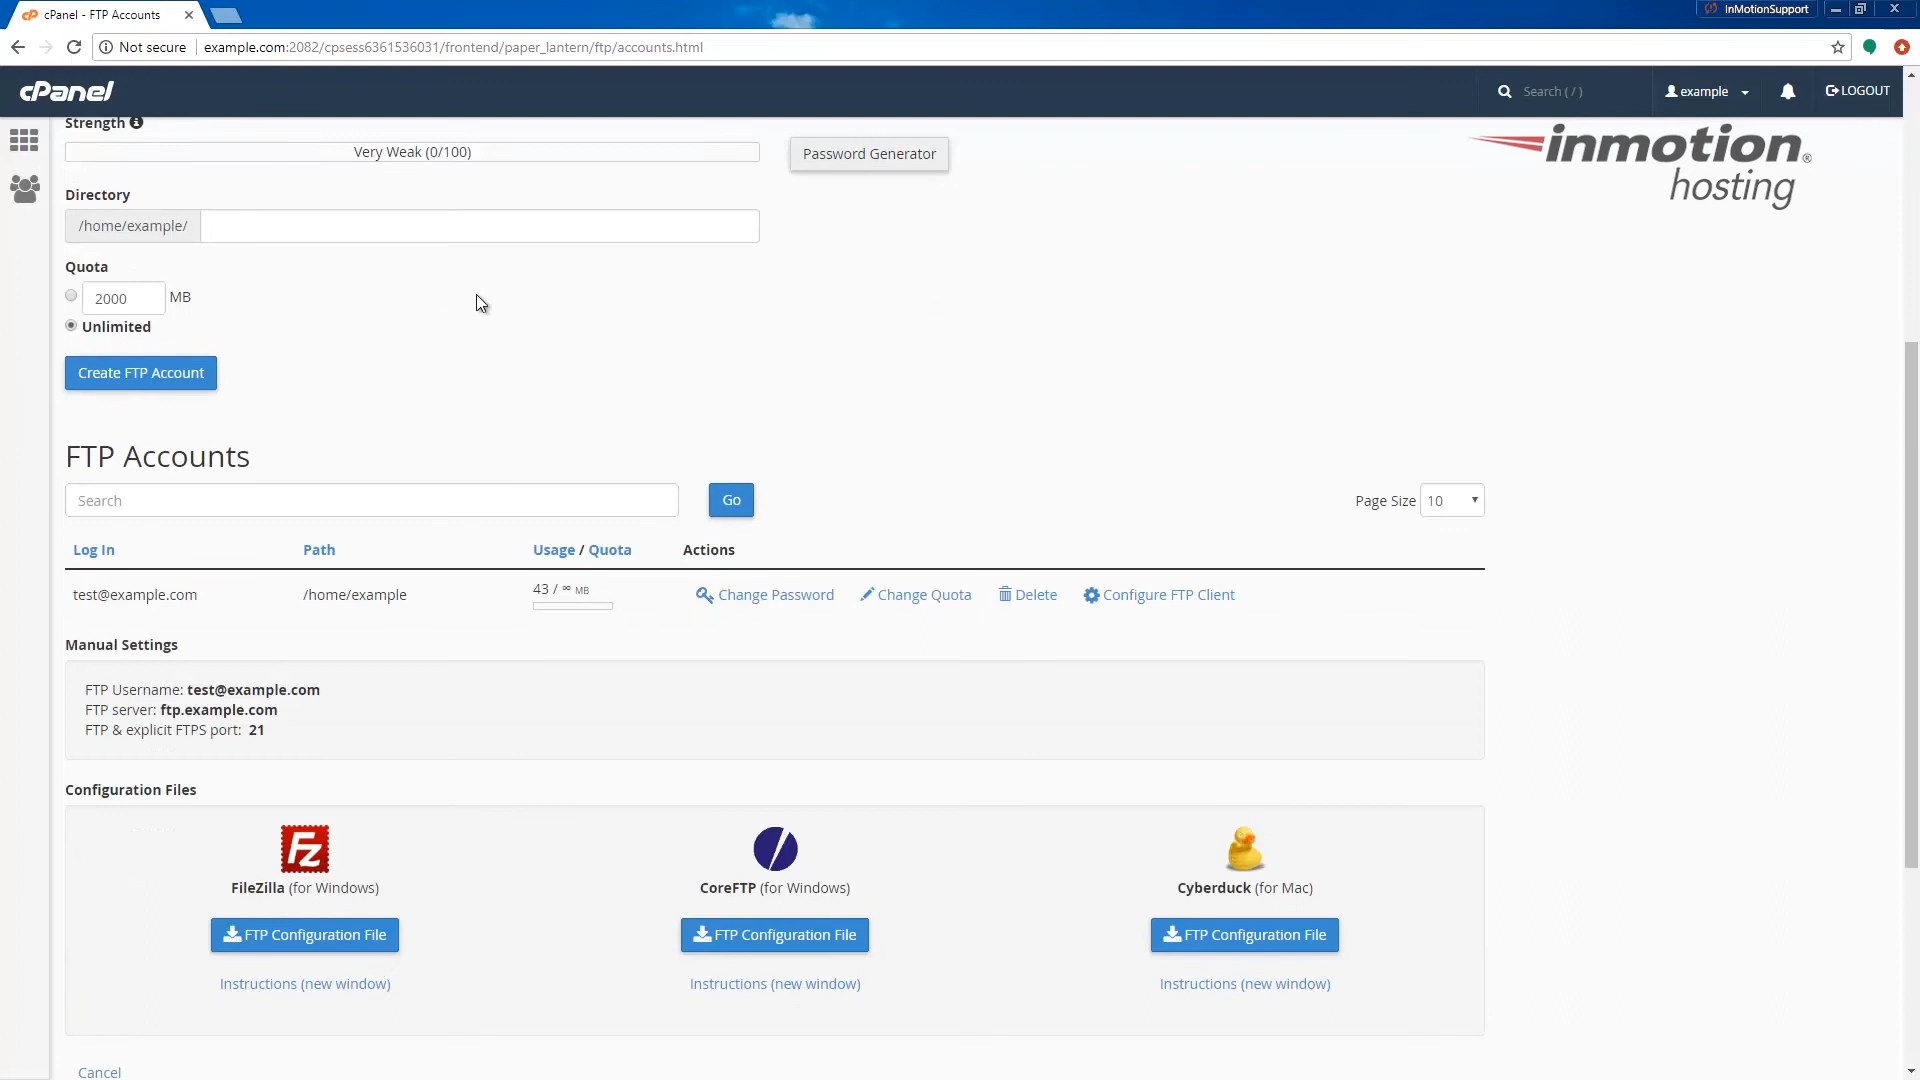 cPanel - FTP Accounts
InMotionSupport
Not secure
example.com:2082/cpsess6361536031/frontend/paper_lantern/ftp/accounts.html
cPanel
Search ( / )
example
LOGOUT
Strength
Very Weak (0/100)
Password Generator
inmotion®
hosting
Directory
/home/example/
Quota
2000 MB
Unlimited
Create FTP Account
FTP Accounts
Search
Go
Page Size 10
Log In
Path
Usage / Quota
Actions
test@example.com
/home/example
43 / ∞ MB
Change Password
Change Quota
Delete
Configure FTP Client
Manual Settings
FTP Username: test@example.com
FTP server: ftp.example.com
FTP & explicit FTPS port: 21
Configuration Files
Fz
FileZilla (for Windows)
CoreFTP (for Windows)
Cyberduck (for Mac)
FTP Configuration File
FTP Configuration File
FTP Configuration File
Instructions (new window)
Instructions (new window)
Instructions (new window)
Cancel